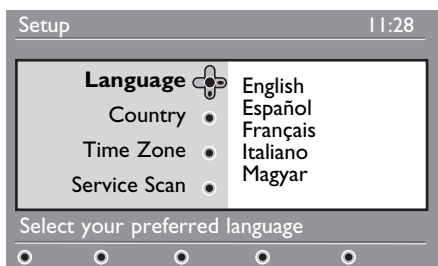 Setup 11:28
Language
Country
Time Zone
Service Scan
English
Español
Français
Italiano
Magyar
Select your preferred language